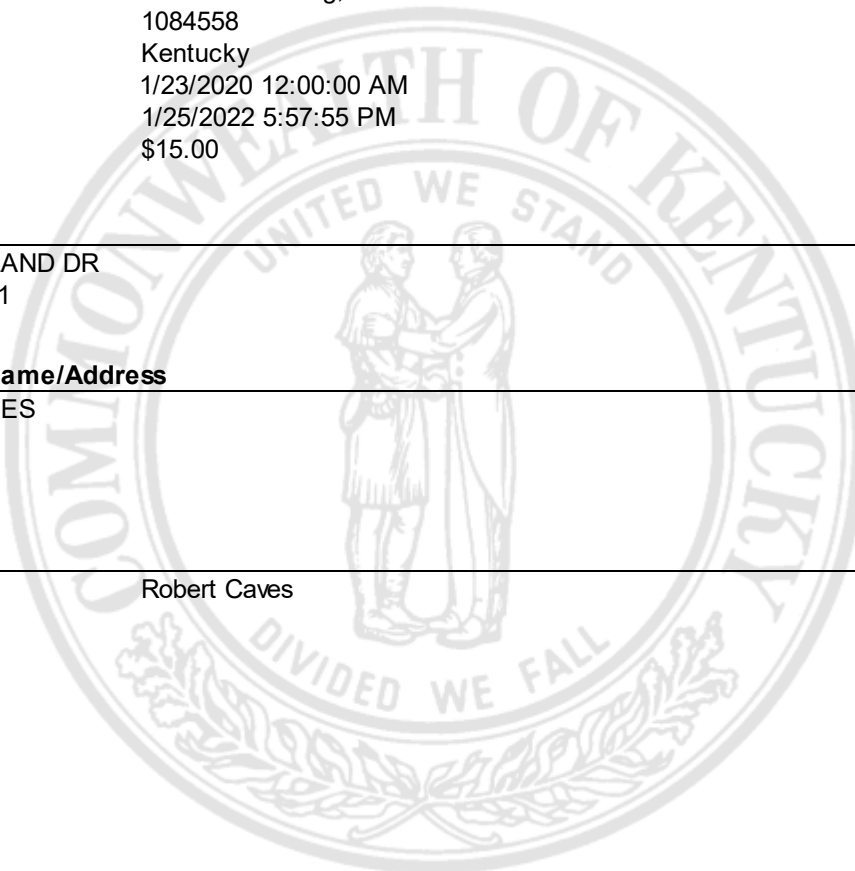 1084558
Kentucky
1/23/2020 12:00:00 AM
1/25/2022 5:57:55 PM
$15.00
AND DR
1
ame/Address
ES
Robert Caves
COMMONWEALTH OF KENTUCKY
UNITED WE STAND
DIVIDED WE FALL